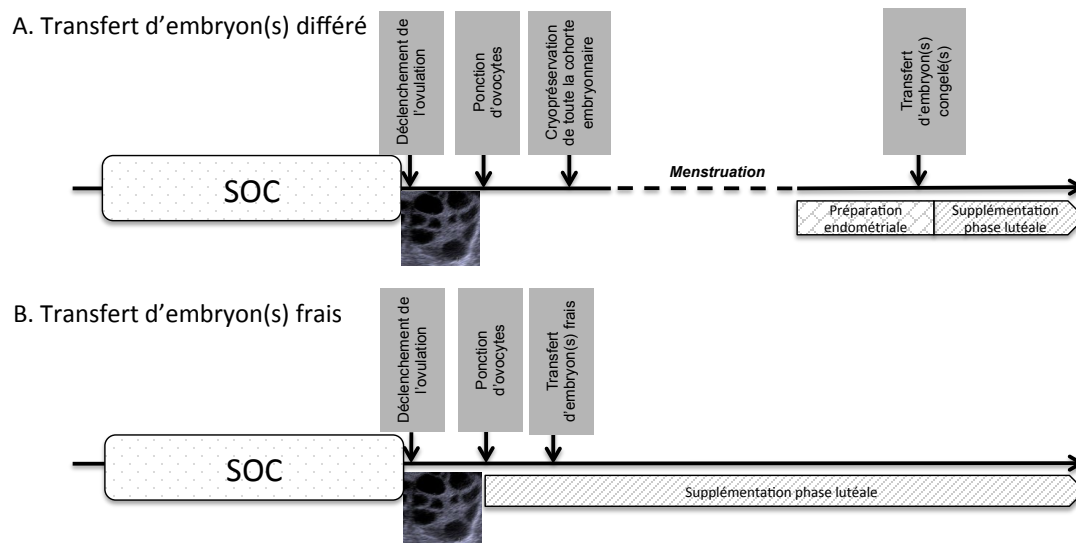 A. Transfert d'embryon(s) différé
Déclenchement de
l'ovulation
Ponction
d'ovocytes
Cryopréservation
de toute la cohorte
embryonnaire
Transfert
d'embryon(s)
congelé(s)
SOC
Menstruation
Préparation
endométriale
Supplémentation
phase lutéale
B. Transfert d'embryon(s) frais
Déclenchement de
l'ovulation
Ponction
d'ovocytes
Transfert
d'embryon(s) frais
SOC
Supplémentation phase lutéale